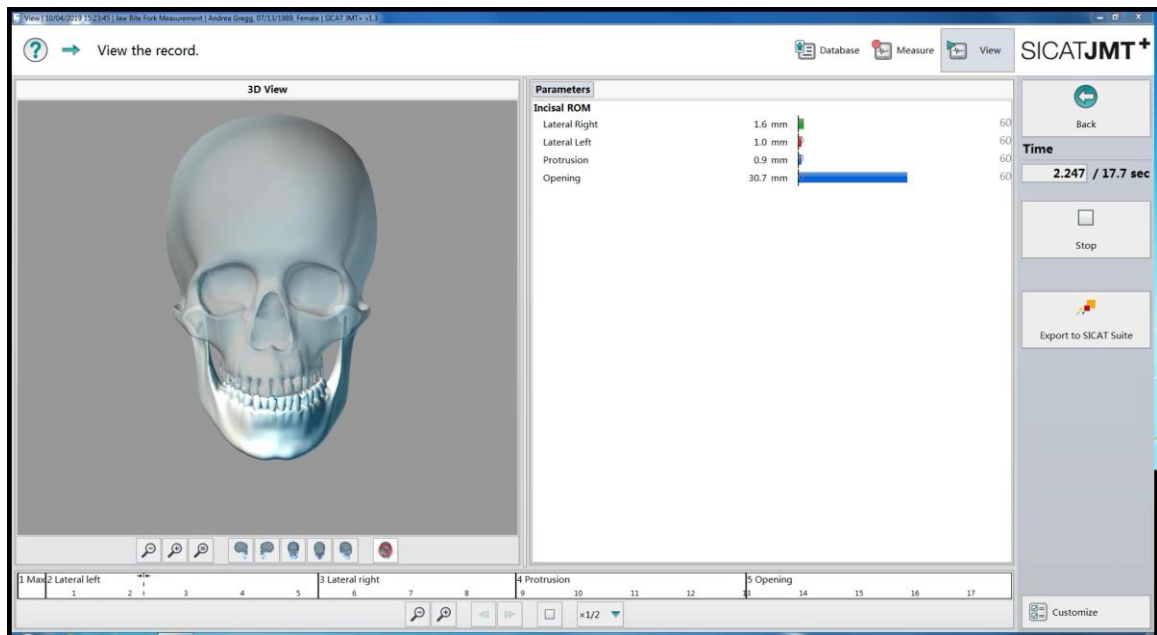 View | 10/04/2019 15:23:45 | Jaw Bite Fork Measurement | Andrea Gregg, 07/13/1989, Female | SICAT JMT+ v1.3
? View the record.
Database Measure View SICATJMT+
3D View
Parameters
Incisal ROM
Lateral Right 1.6 mm 60
Lateral Left 1.0 mm 60
Protrusion 0.9 mm 60
Opening 30.7 mm 60
Back
Time
2.247 / 17.7 sec
Stop
Export to SICAT Suite
1 Max 2 Lateral left 3 Lateral right 4 Protrusion 5 Opening
1 2 3 4 5 6 7 8 9 10 11 12 13 14 15 16 17
×1/2
Customize